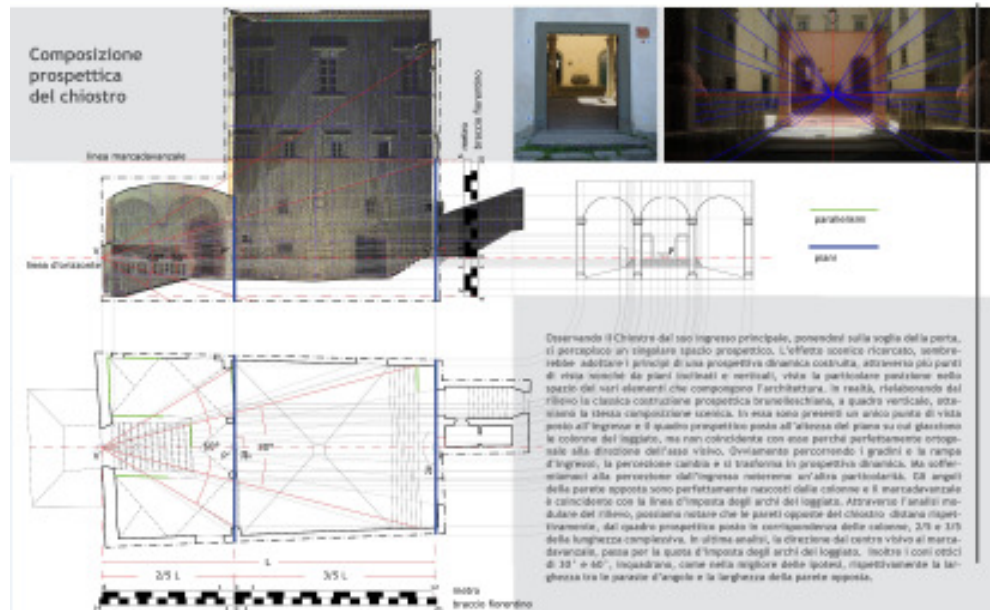 Composizione
prospettica
del chiostro
linea marcadavanzale
metro
braccio fiorentino
linea d'orizzonte
parallelismi
piani
Osservando il Chiostro dal suo ingresso principale, ponendosi sulla soglia della porta,
si percepisce un singolare spazio prospettico. L'effetto scenico ricercato, sembre-
rebbe adottare i principi di una prospettiva dinamica costruita, attraverso più punti
di vista nonché da piani inclinati e verticali, vista la particolare posizione nello
spazio dei vari elementi che compongono l'architettura. In realtà, rielaborando dal
rilievo la classica costruzione prospettica brunelleschiana, a quadro verticale, otte-
niamo la stessa composizione scenica. In essa sono presenti un unico punto di vista
posto all'ingresso e il quadro prospettico posto all'altezza del piano su cui giacciono
le colonne del loggiato, ma non coincidente con esse perché perfettamente ortogo-
nale alla direzione dell'asse visivo. Ovviamente percorrendo i gradini e la rampa
d'ingresso, la percezione cambia e si trasforma in prospettiva dinamica. Ma soffer-
miamoci alla percezione dall'ingresso noteremo un'altra particolarità. Gli angoli
della parete opposta sono perfettamente nascosti dalle colonne e il marcadavanzale
è coincidente con la linea d'imposta degli archi del loggiato. Attraverso l'analisi mo-
dulare del rilievo, possiamo notare che le pareti opposte del chiostro distano rispet-
tivamente, dal quadro prospettico posto in corrispondenza delle colonne, 2/5 e 3/5
della lunghezza complessiva. In ultima analisi, la direzione dal centro visivo al marca-
davanzale, passa per la quota d'imposta degli archi del loggiato. Inoltre i coni ottici
di 30° e 60°, inquadrano, come nella migliore delle ipotesi, rispettivamente la lar-
ghezza tra le paraste d'angolo e la larghezza della parete opposta.
L
2/5 L
3/5 L
metro
braccio fiorentino